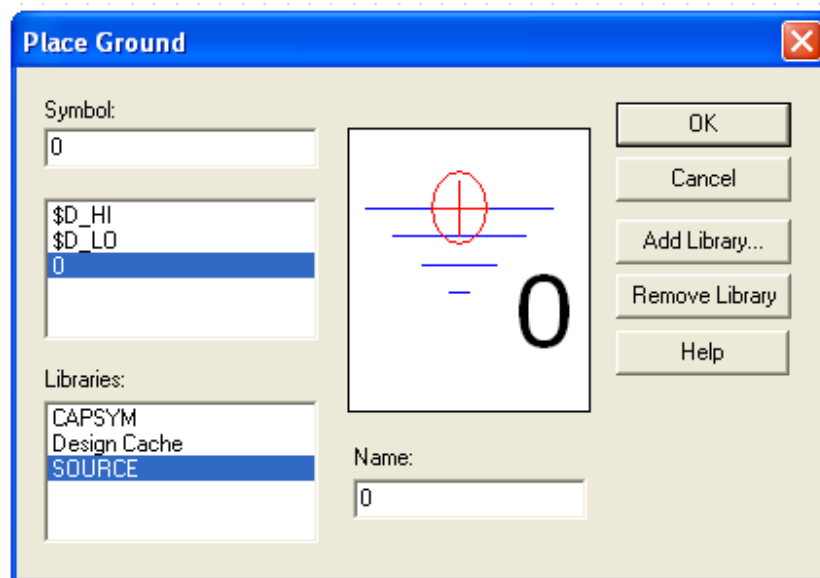 Place Ground
Symbol:
0
$D_HI
$D_LO
0
Libraries:
CAPSYM
Design Cache
SOURCE
0
Name:
0
OK
Cancel
Add Library...
Remove Library
Help